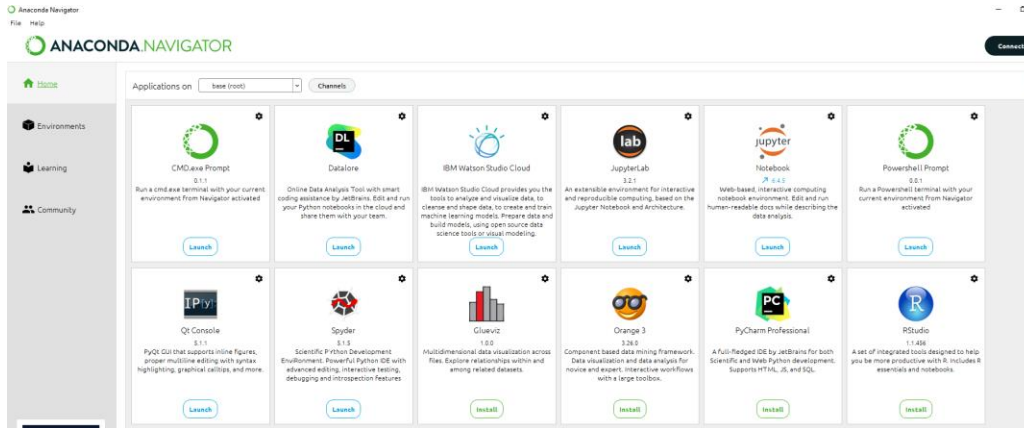 Anaconda Navigator
File Help
ANACONDA.NAVIGATOR
Connect
Home
Environments
Learning
Community
Applications on base (root) Channels
CMD.exe Prompt
0.1.1
Run a cmd.exe terminal with your current
environment from Navigator activated
Launch
DL
Datalore
Online Data Analysis Tool with smart
coding assistance by JetBrains. Edit and run
your Python notebooks in the cloud and
share them with your team.
Launch
IBM Watson Studio Cloud
IBM Watson Studio Cloud provides you the
tools to analyze and visualize data, to
cleanse and shape data, to create and train
machine learning models. Prepare data and
build models, using open source data
science tools or visual modeling.
Launch
lab
JupyterLab
3.2.1
An extensible environment for interactive
and reproducible computing, based on the
Jupyter Notebook and Architecture.
Launch
jupyter
Notebook
6.4.5
Web-based, interactive computing
notebook environment. Edit and run
human-readable docs while describing the
data analysis.
Launch
Powershell Prompt
0.0.1
Run a Powershell terminal with your
current environment from Navigator
activated
Launch
IP[y]:
Qt Console
5.1.1
PyQt GUI that supports inline figures,
proper multiline editing with syntax
highlighting, graphical calltips, and more.
Launch
Spyder
5.1.5
Scientific PYthon Development
EnviRonment. Powerful Python IDE with
advanced editing, interactive testing,
debugging and introspection features
Launch
Glueviz
1.0.0
Multidimensional data visualization across
files. Explore relationships within and
among related datasets.
Install
Orange 3
3.26.0
Component based data mining framework.
Data visualization and data analysis for
novice and expert. Interactive workflows
with a large toolbox.
Install
PC
PyCharm Professional
A full-fledged IDE by JetBrains for both
Scientific and Web Python development.
Supports HTML, JS, and SQL.
Install
R
RStudio
1.1.456
A set of integrated tools designed to help
you be more productive with R. Includes R
essentials and notebooks.
Install